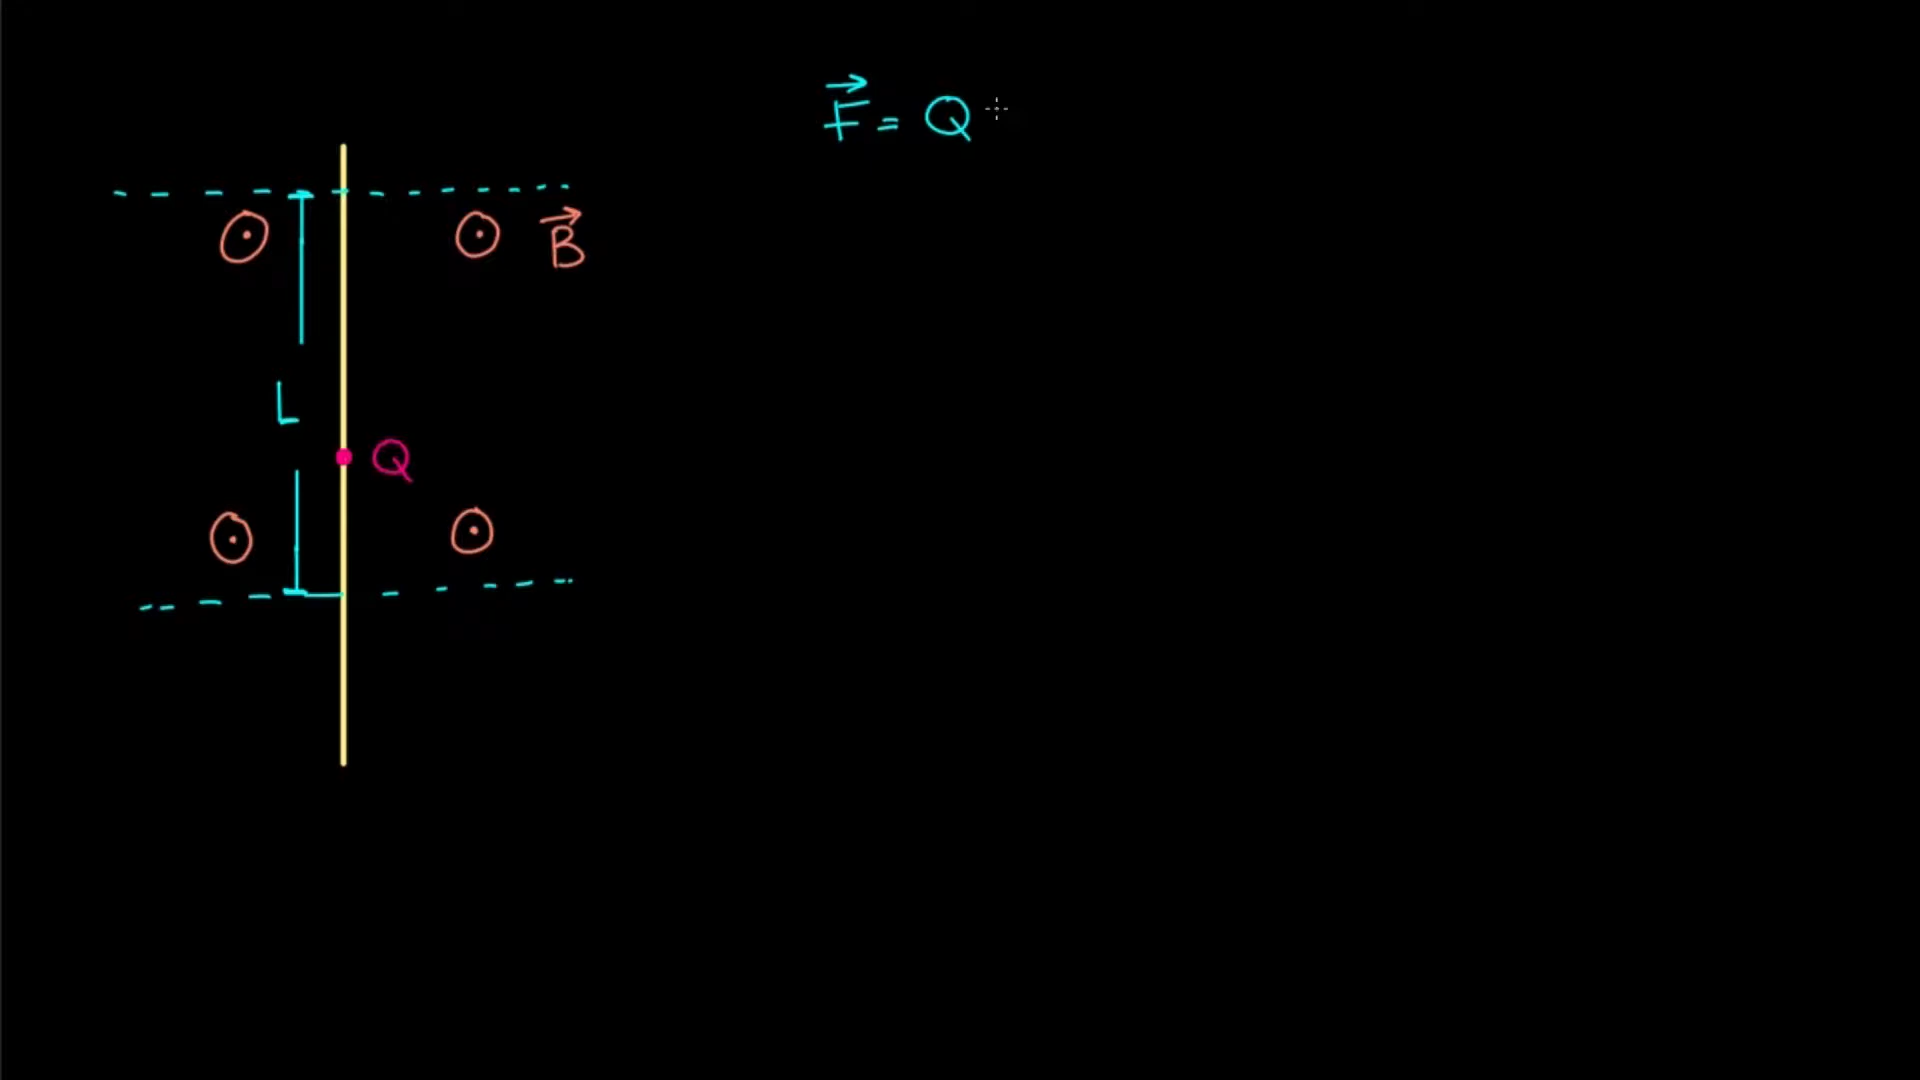 F⃗ = Q
B⃗
L
Q